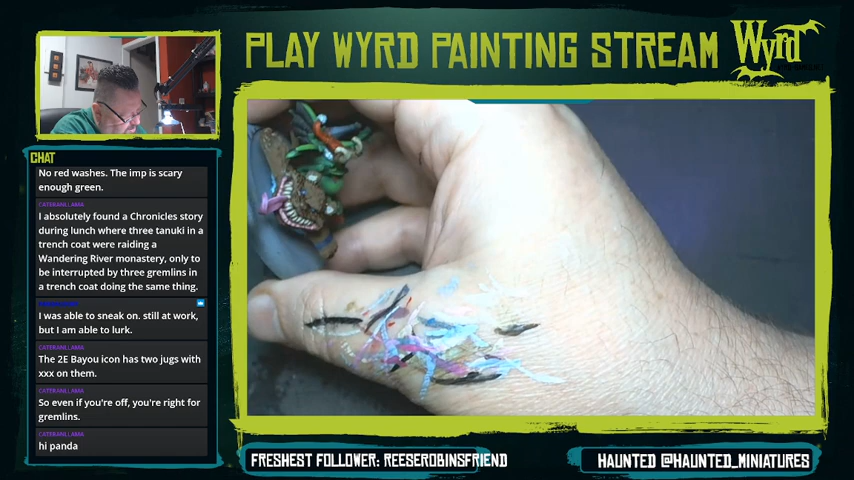 PLAY WYRD PAINTING STREAM
Wyrd
CHAT
No red washes. The imp is scary
enough green.
CATERANLLAMA
I absolutely found a Chronicles story
during lunch where three tanuki in a
trench coat were raiding a
Wandering River monastery, only to
be interrupted by three gremlins in
a trench coat doing the same thing.
I was able to sneak on. still at work,
but I am able to lurk.
CATERANLLAMA
The 2E Bayou icon has two jugs with
xxx on them.
CATERANLLAMA
So even if you're off, you're right for
gremlins.
CATERANLLAMA
hi panda
FRESHEST FOLLOWER: REESEROBINSFRIEND
HAUNTED @HAUNTED_MINIATURES